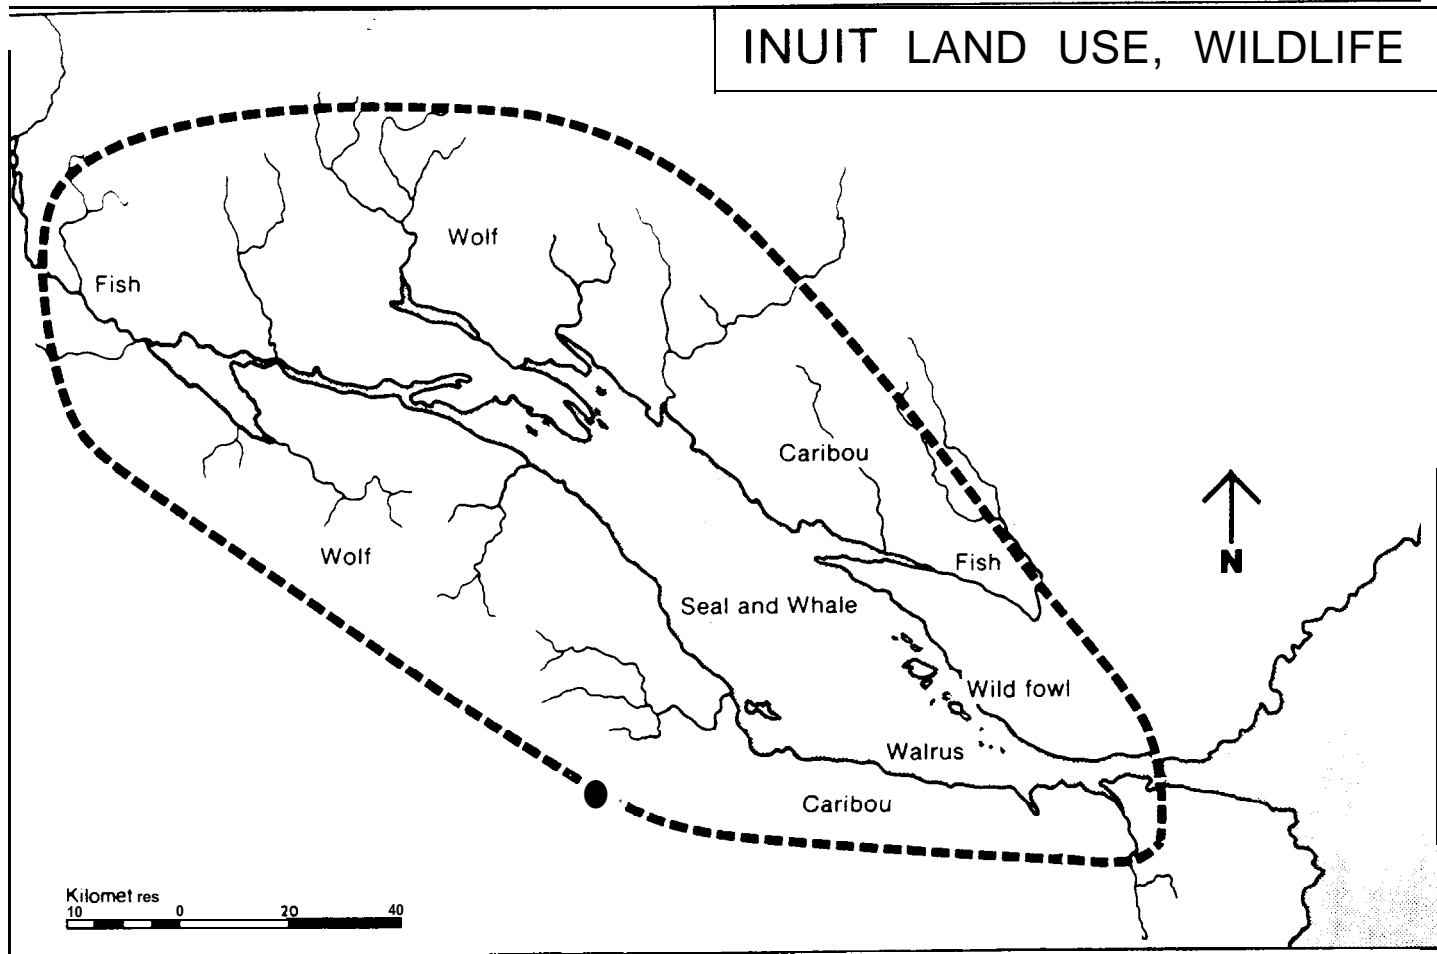 INUIT LAND USE, WILDLIFE
Wolf
Fish
Caribou
Wolf
Fish
Seal and Whale
N
Wild fowl
Walrus
Caribou
Kilomet res
10 0 20 40